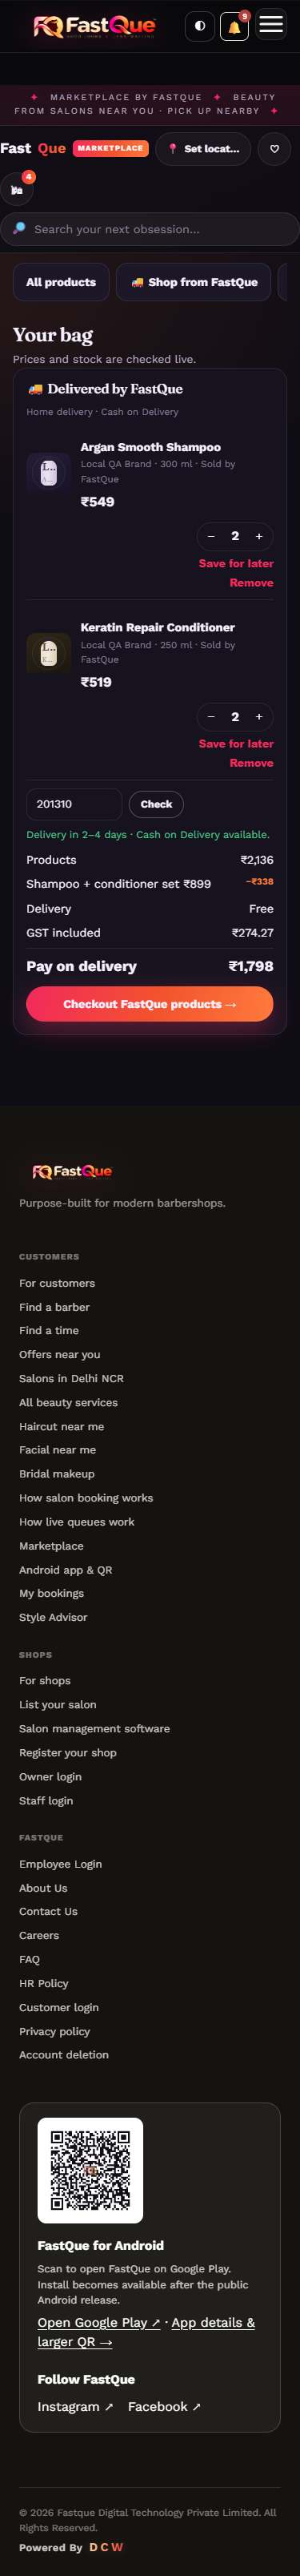 FastQue
9
✦ MARKETPLACE BY FASTQUE ✦ BEAUTY
FROM SALONS NEAR YOU · PICK UP NEARBY ✦
Fast Que MARKETPLACE Set locat...
4
Search your next obsession...
All products Shop from FastQue
Your bag
Prices and stock are checked live.
Delivered by FastQue
Home delivery · Cash on Delivery
Argan Smooth Shampoo
Local QA Brand · 300 ml · Sold by
FastQue
₹549
− 2 +
Save for later
Remove
Keratin Repair Conditioner
Local QA Brand · 250 ml · Sold by
FastQue
₹519
− 2 +
Save for later
Remove
201310 Check
Delivery in 2–4 days · Cash on Delivery available.
Products ₹2,136
Shampoo + conditioner set ₹899 −₹338
Delivery Free
GST included ₹274.27
Pay on delivery ₹1,798
Checkout FastQue products →
FastQue
Purpose-built for modern barbershops.
CUSTOMERS
For customers
Find a barber
Find a time
Offers near you
Salons in Delhi NCR
All beauty services
Haircut near me
Facial near me
Bridal makeup
How salon booking works
How live queues work
Marketplace
Android app & QR
My bookings
Style Advisor
SHOPS
For shops
List your salon
Salon management software
Register your shop
Owner login
Staff login
FASTQUE
Employee Login
About Us
Contact Us
Careers
FAQ
HR Policy
Customer login
Privacy policy
Account deletion
FastQue for Android
Scan to open FastQue on Google Play.
Install becomes available after the public
Android release.
Open Google Play ↗ · App details &
larger QR →
Follow FastQue
Instagram ↗ Facebook ↗
© 2026 Fastque Digital Technology Private Limited. All
Rights Reserved.
Powered By DCW